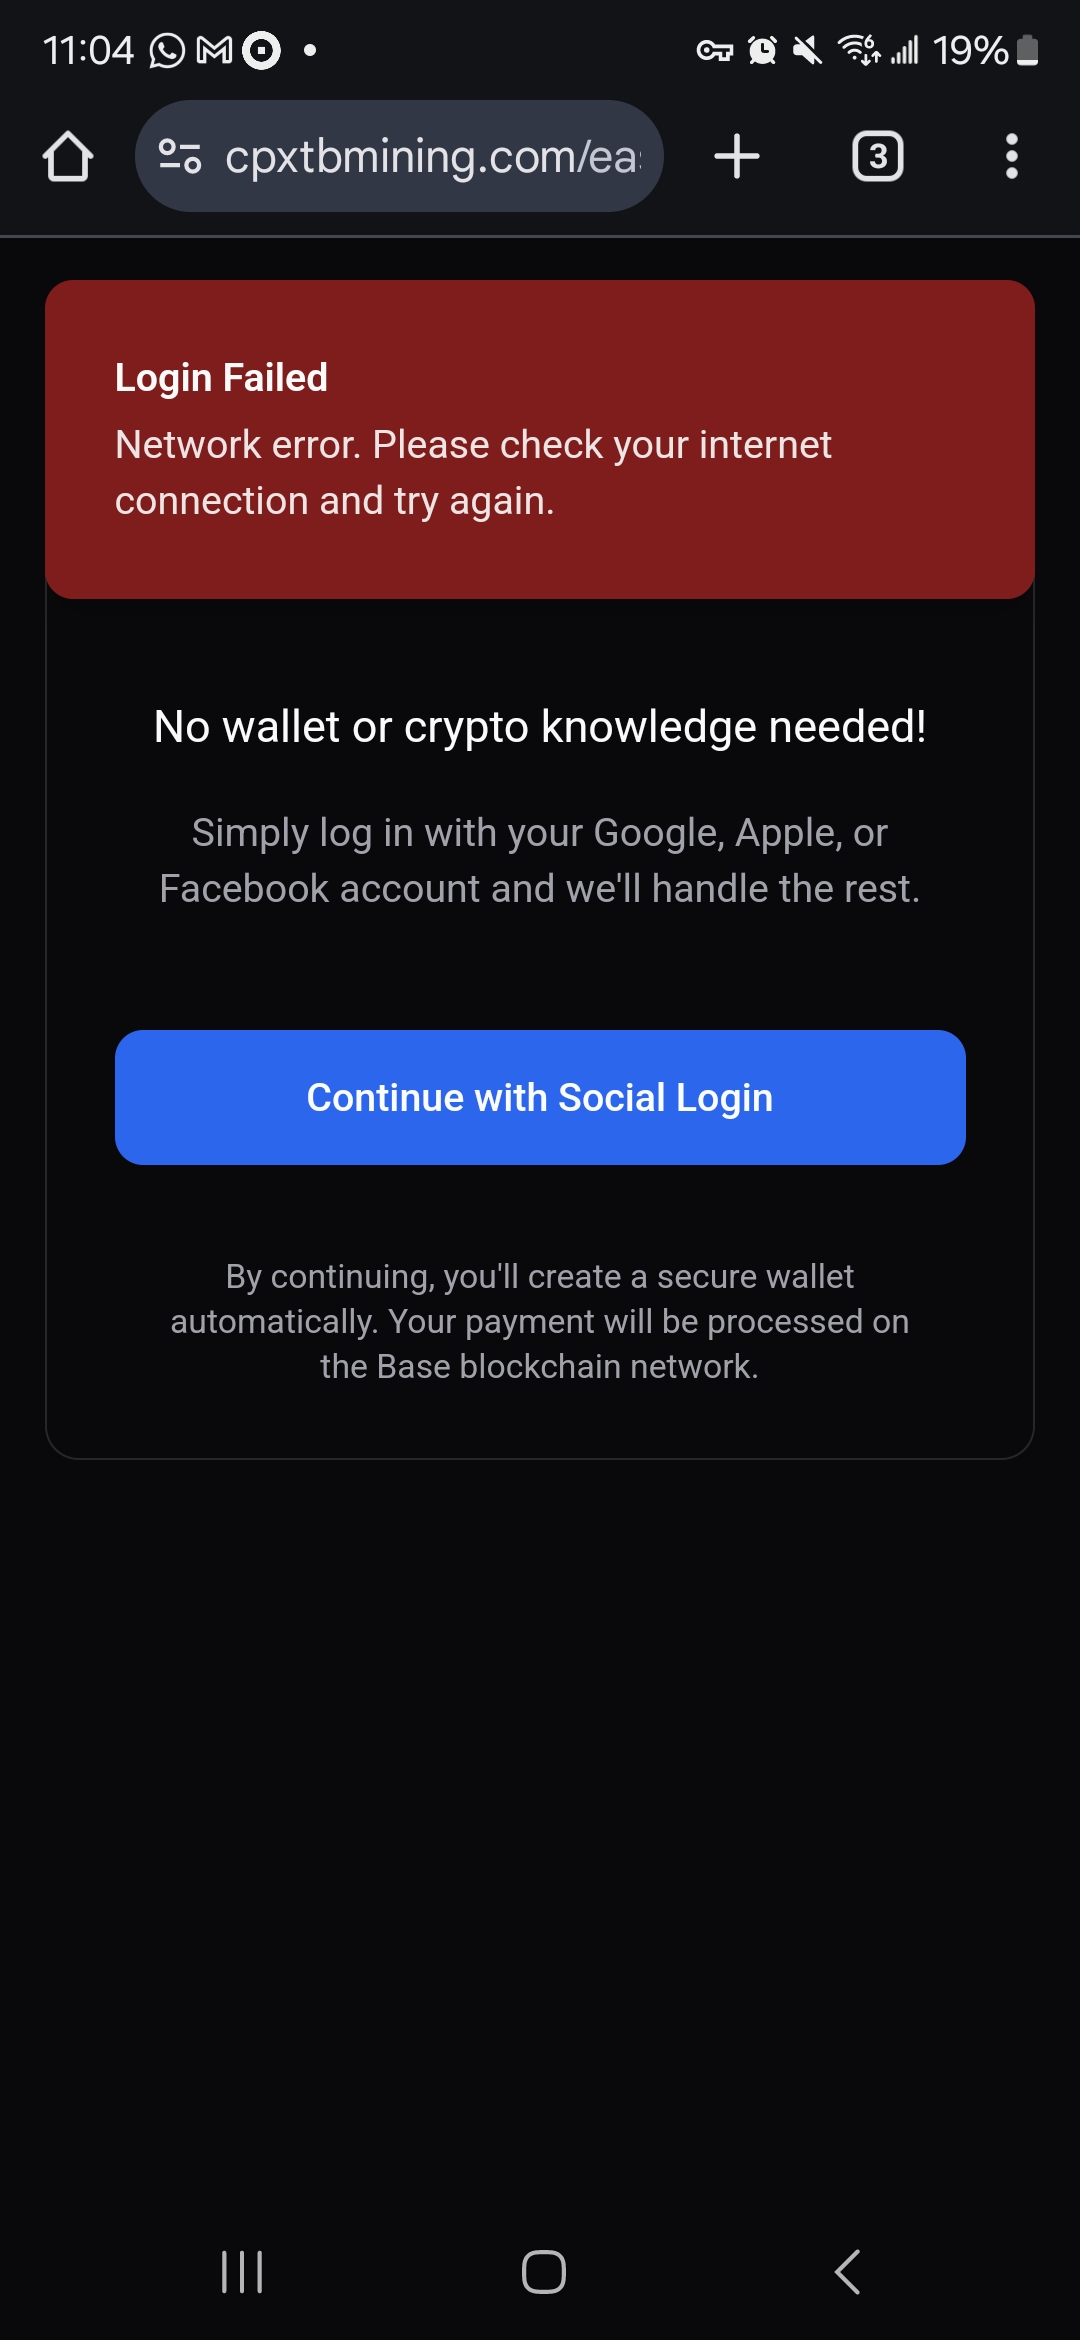 11:04
19%
cpxtbmining.com/eas
3
Login Failed
Network error. Please check your internet
connection and try again.
No wallet or crypto knowledge needed!
Simply log in with your Google, Apple, or
Facebook account and we'll handle the rest.
Continue with Social Login
By continuing, you'll create a secure wallet
automatically. Your payment will be processed on
the Base blockchain network.